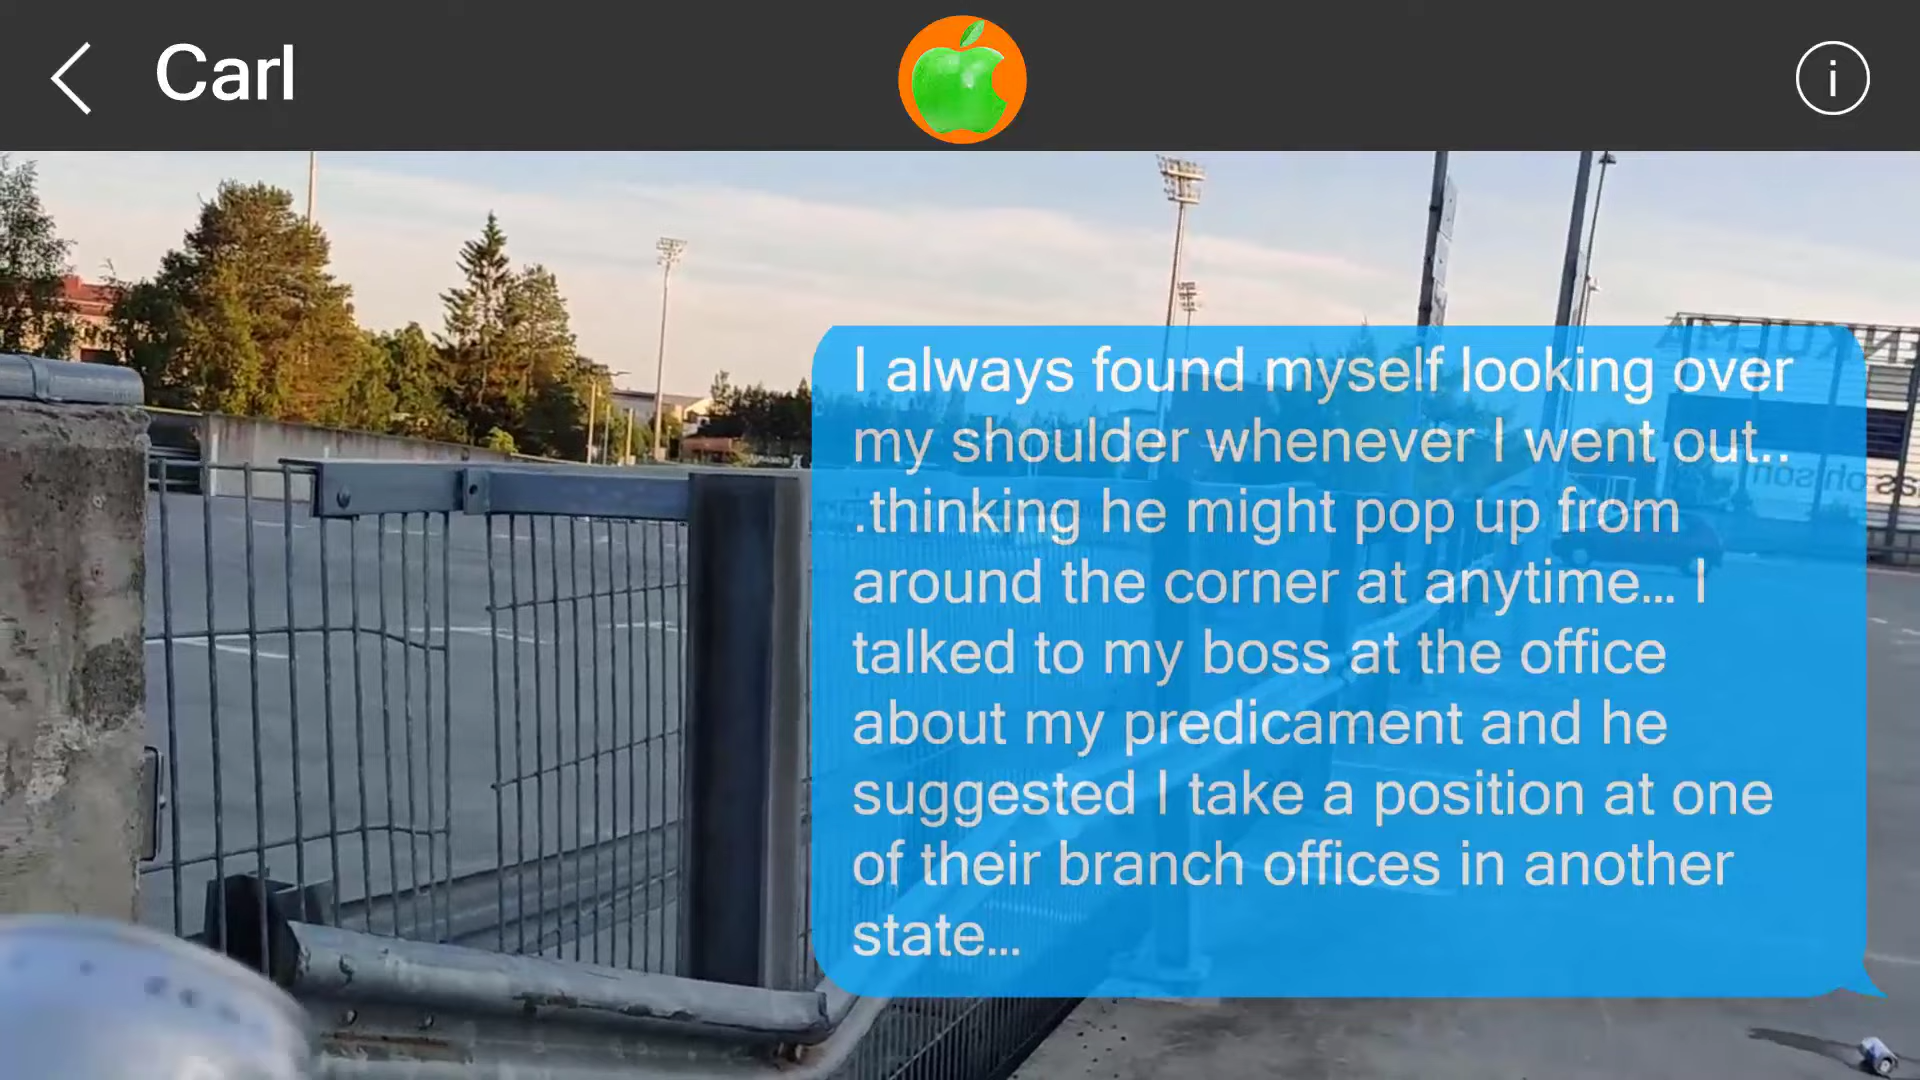 Carl
i
I always found myself looking over
my shoulder whenever I went out..
.thinking he might pop up from
around the corner at anytime... I
talked to my boss at the office
about my predicament and he
suggested I take a position at one
of their branch offices in another
state...